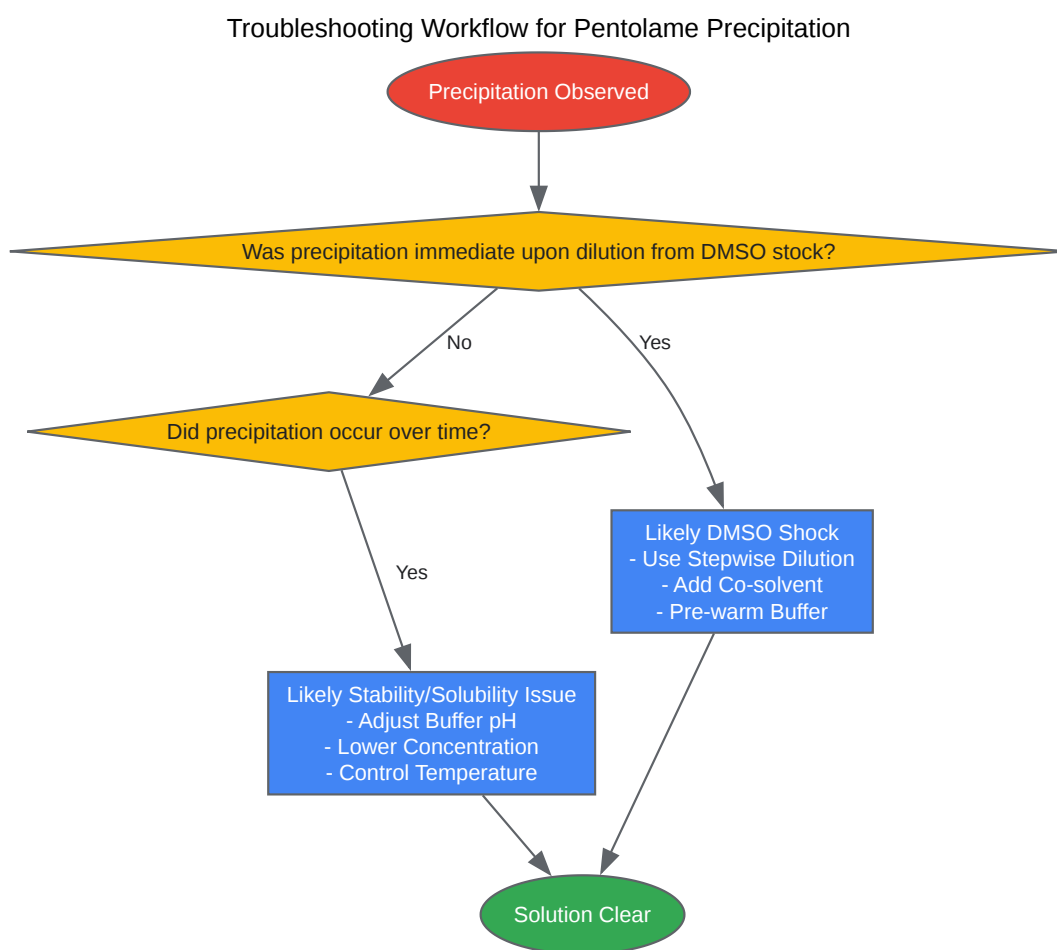 Troubleshooting Workflow for Pentolame Precipitation
Precipitation Observed
Was precipitation immediate upon dilution from DMSO stock?
No
Yes
Did precipitation occur over time?
Yes
Likely DMSO Shock
- Use Stepwise Dilution
- Add Co-solvent
- Pre-warm Buffer
Likely Stability/Solubility Issue
- Adjust Buffer pH
- Lower Concentration
- Control Temperature
Solution Clear